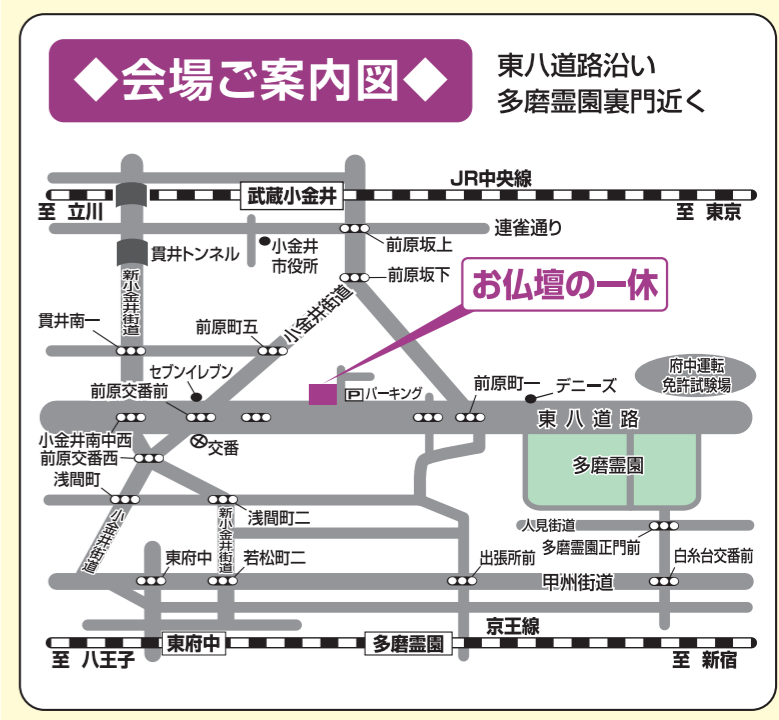 ◆会場ご案内図◆
東八道路沿い
多磨霊園裏門近く
JR中央線
武蔵小金井
至 立川
至 東京
連雀通り
前原坂上
小金井
市役所
貫井トンネル
前原坂下
新小金井街道
小金井街道
お仏壇の一休
貫井南一
前原町五
セブンイレブン
前原交番前
P パーキング
前原町一
デニーズ
府中運転
免許試験場
東八道路
小金井南中西
交番
前原交番西
多磨霊園
浅間町
浅間町二
小金井街道
新小金井街道
人見街道
多磨霊園正門前
東府中
若松町二
出張所前
白糸台交番前
甲州街道
京王線
東府中
多磨霊園
至 八王子
至 新宿